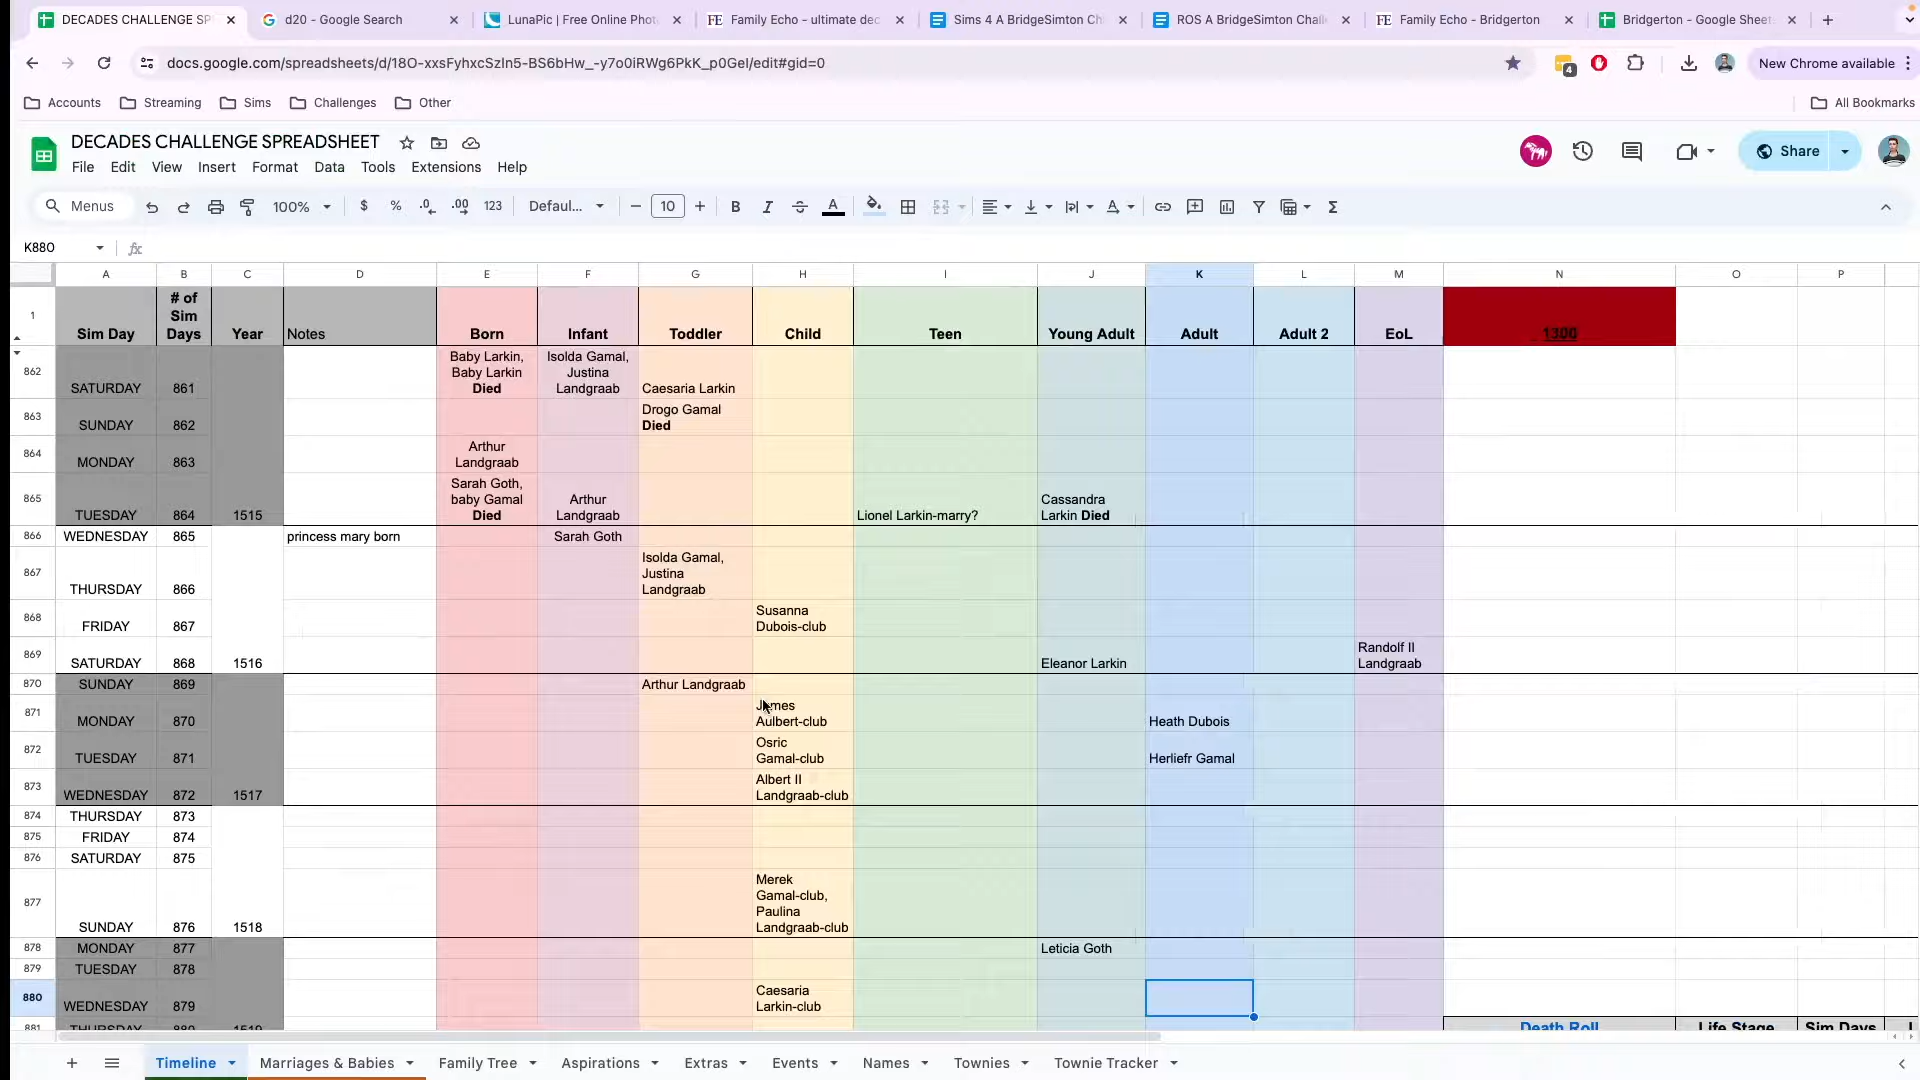 DECADES CHALLENGE SP
d20 - Google Search
LunaPic | Free Online Phot
Family Echo - ultimate dec
Sims 4 A BridgeSimton Ch
ROS A BridgeSimton Chall
Family Echo - Bridgerton
Bridgerton - Google Sheet
docs.google.com/spreadsheets/d/18O-xxsFyhxcSzIn5-BS6bHw_-y7o0iRWg6PkK_p0GeI/edit#gid=0
4
New Chrome available
Accounts
Streaming
Sims
Challenges
Other
All Bookmarks
DECADES CHALLENGE SPREADSHEET
File Edit View Insert Format Data Tools Extensions Help
Share
Menus
100%
$ % .0 .00 123
Defaul...
10
B I A
K880
A B C D E F G H I J K L M N O P
1
Sim Day
# of
Sim
Days
Year
Notes
Born
Infant
Toddler
Child
Teen
Young Adult
Adult
Adult 2
EoL
1300
862
SATURDAY
861
Baby Larkin,
Baby Larkin
Died
Isolda Gamal,
Justina
Landgraab
Caesaria Larkin
863
SUNDAY
862
Drogo Gamal
Died
864
MONDAY
863
Arthur
Landgraab
865
TUESDAY
864
1515
Sarah Goth,
baby Gamal
Died
Arthur
Landgraab
Lionel Larkin-marry?
Cassandra
Larkin Died
866
WEDNESDAY
865
princess mary born
Sarah Goth
867
THURSDAY
866
Isolda Gamal,
Justina
Landgraab
868
FRIDAY
867
Susanna
Dubois-club
869
SATURDAY
868
1516
Eleanor Larkin
Randolf II
Landgraab
870
SUNDAY
869
Arthur Landgraab
871
MONDAY
870
James
Aulbert-club
Heath Dubois
872
TUESDAY
871
Osric
Gamal-club
Herliefr Gamal
873
WEDNESDAY
872
1517
Albert II
Landgraab-club
874
THURSDAY
873
875
FRIDAY
874
876
SATURDAY
875
877
SUNDAY
876
1518
Merek
Gamal-club,
Paulina
Landgraab-club
878
MONDAY
877
Leticia Goth
879
TUESDAY
878
880
WEDNESDAY
879
Caesaria
Larkin-club
881
THURSDAY
880
1519
Death Roll
Life Stage
Sim Days
Timeline
Marriages & Babies
Family Tree
Aspirations
Extras
Events
Names
Townies
Townie Tracker